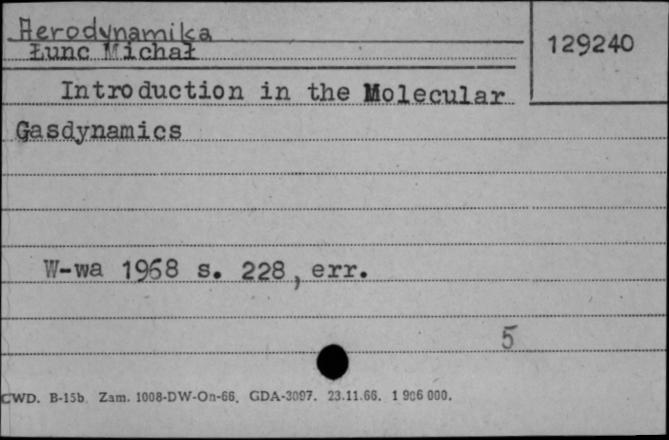 Aerodynamika
129240
Łunc Michał
Introduction in the Molecular
Gasdynamics
W-wa 1968 s. 228, err.
5
CWD. B-15b. Zam. 1008-DW-On-66. GDA-3097. 23.11.66. 1 906 000.